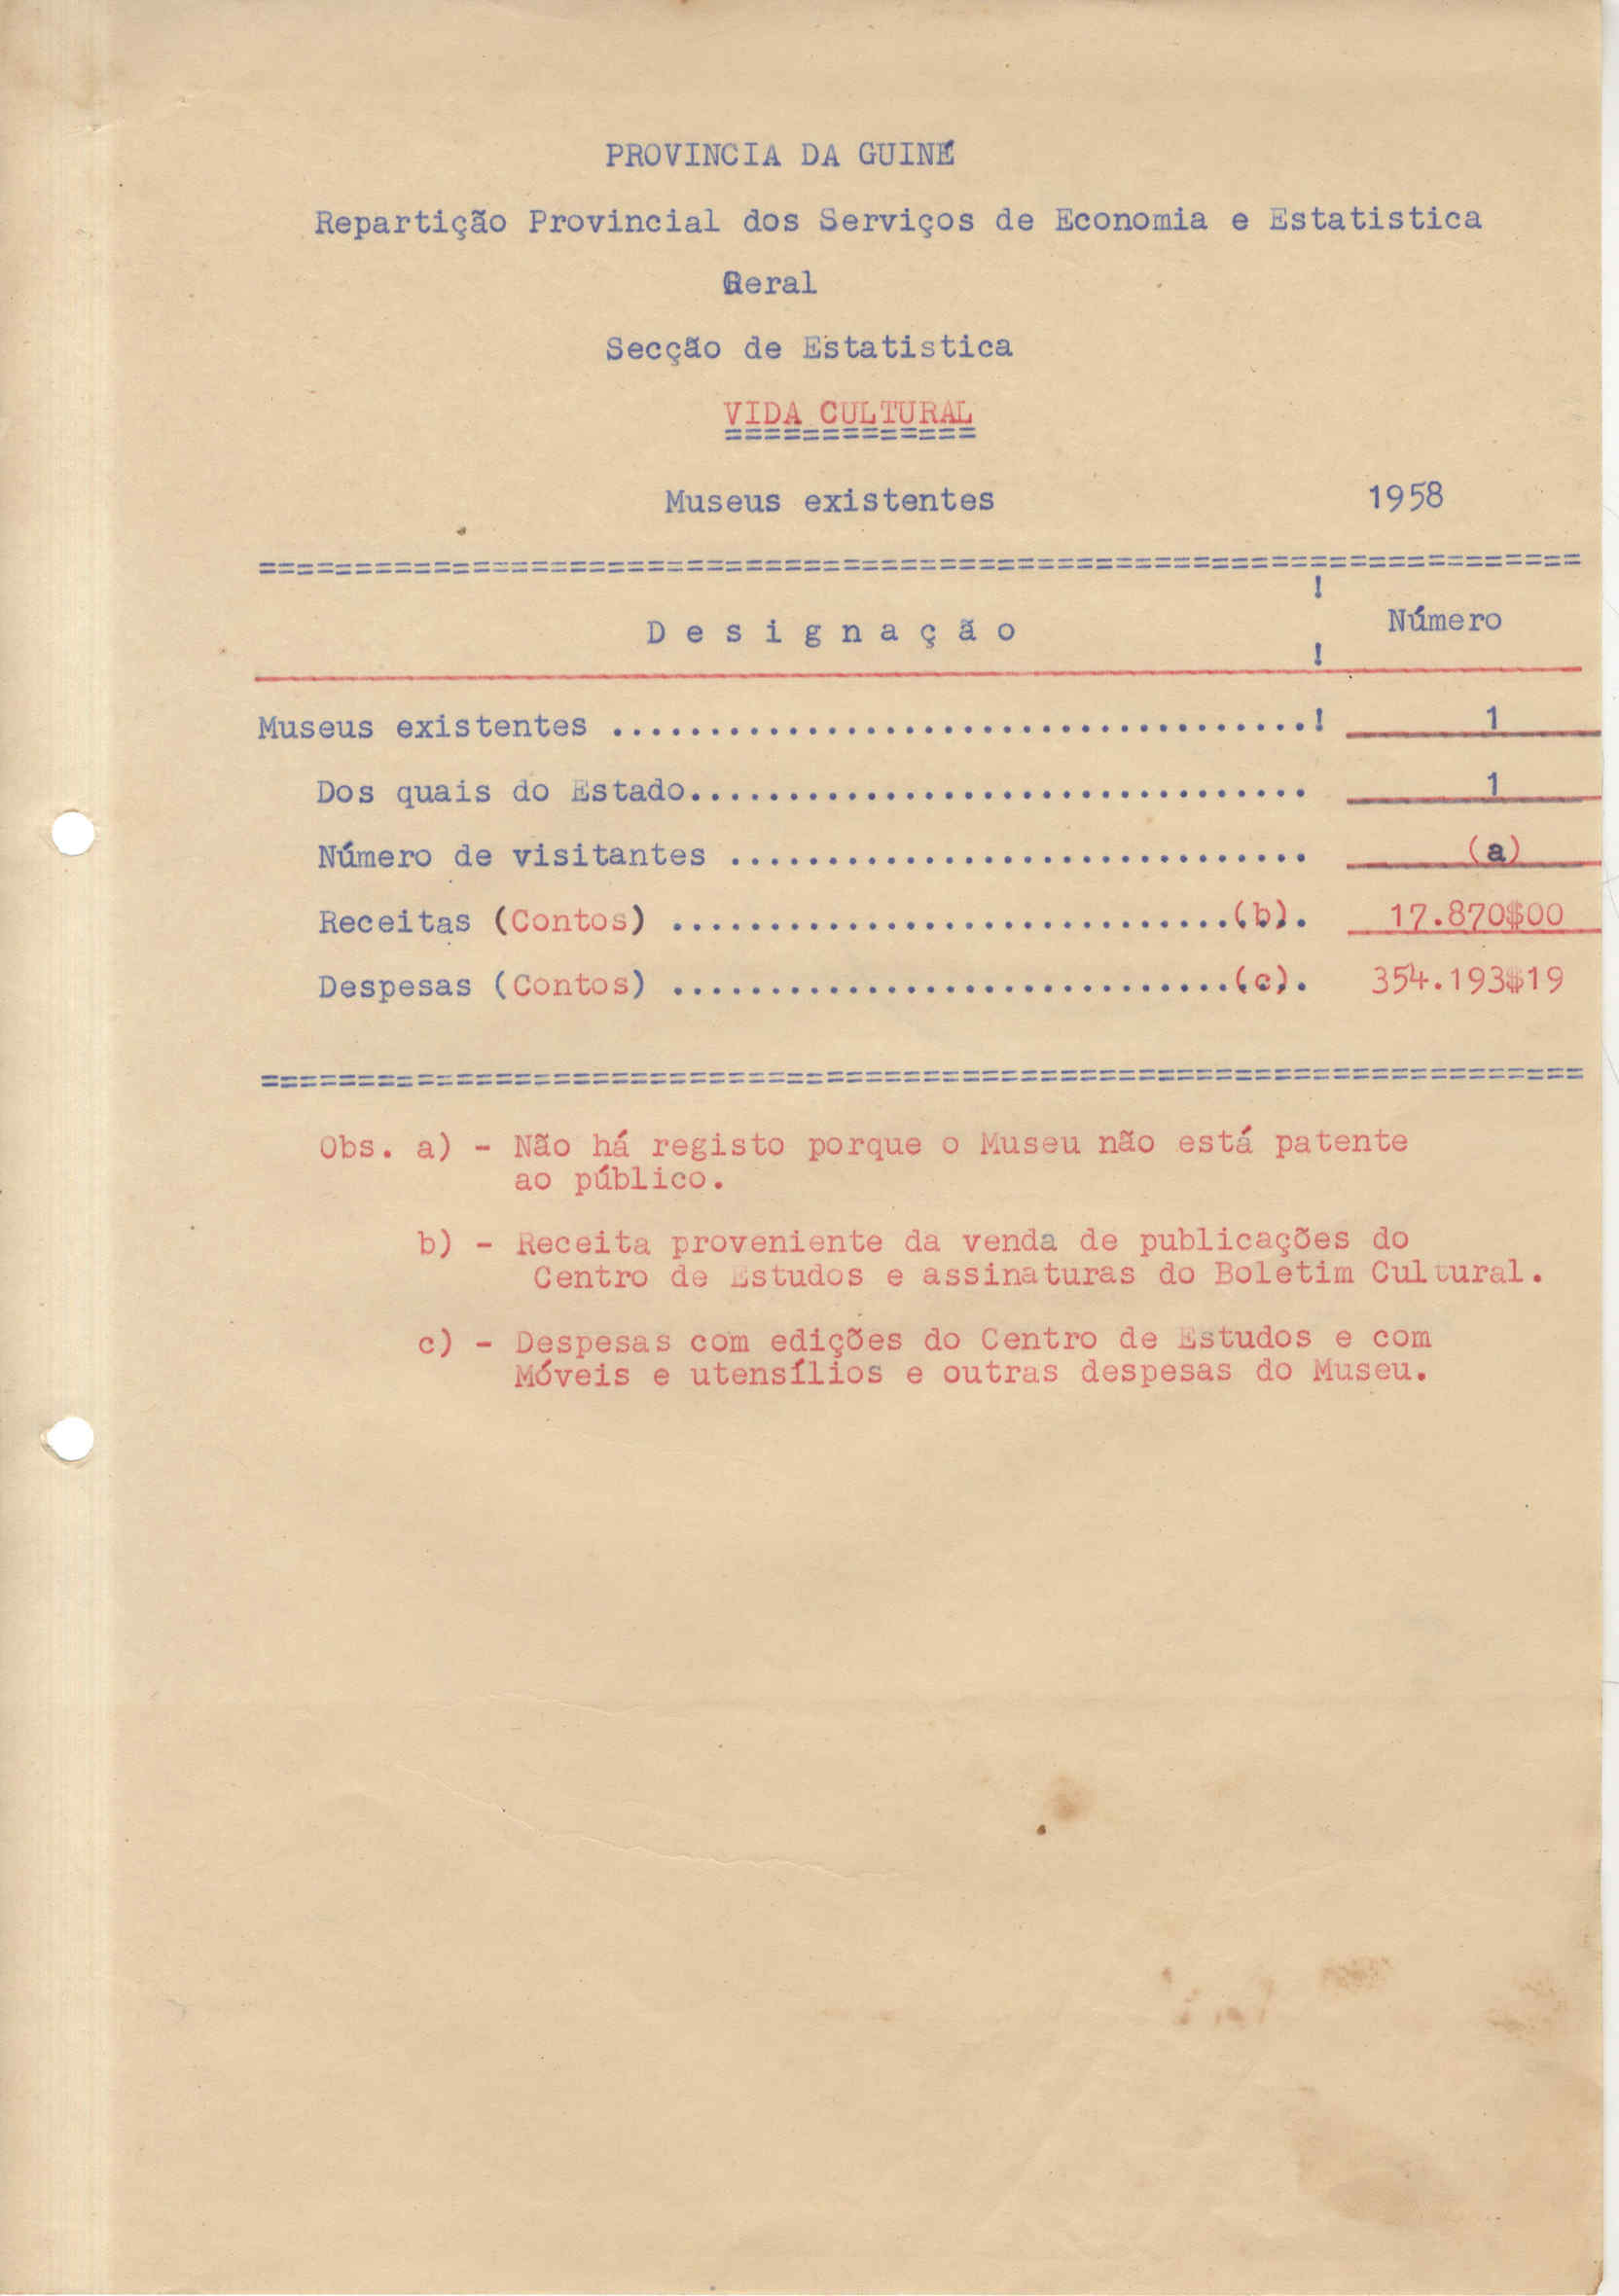 PROVINCIA DA GUINÉ
Repartição Provincial dos Serviços de Economia e Estatistica
Geral
Secção de Estatistica
VIDA CULTURAL
=============
Museus existentes 1958
====================================================================
!
D e s i g n a ç ã o Número
!
Museus existentes ....................................! 1
Dos quais do Estado................................ 1
Número de visitantes .............................. (a)
Receitas (Contos) .............................(b). 17.870$00
Despesas (Contos) .............................(c). 354.193$19
====================================================================
Obs. a) - Não há registo porque o Museu não está patente
ao público.
b) - Receita proveniente da venda de publicações do
Centro de Estudos e assinaturas do Boletim Cultural.
c) - Despesas com edições do Centro de Estudos e com
Móveis e utensílios e outras despesas do Museu.